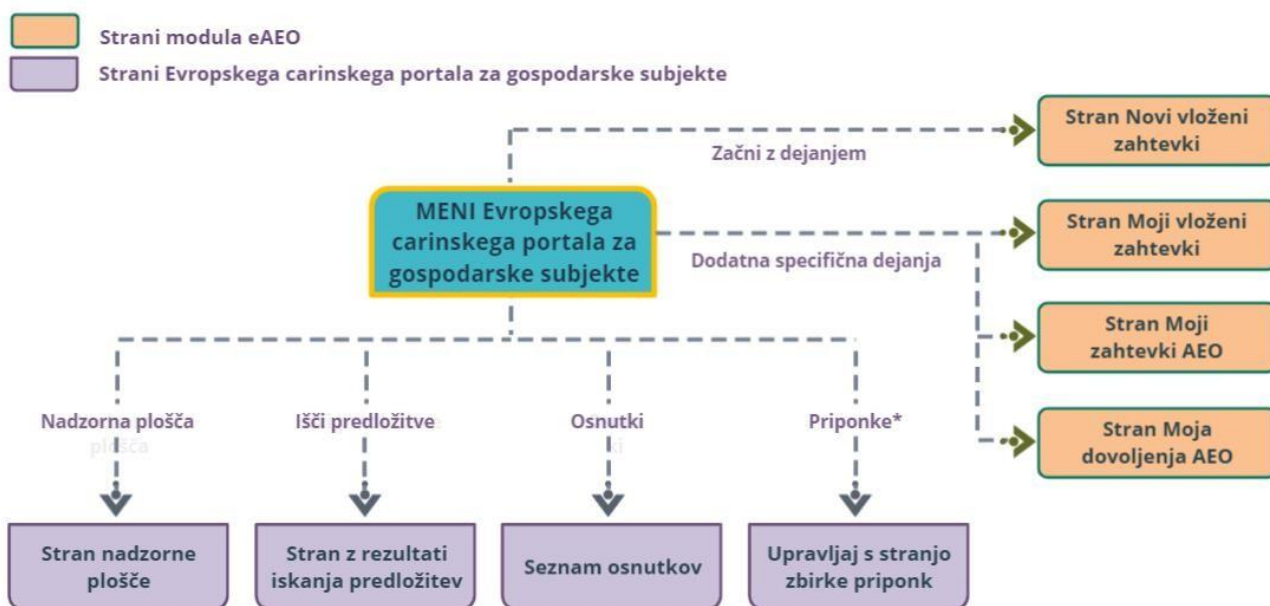 Strani modula eAEO
Strani Evropskega carinskega portala za gospodarske subjekte
Stran Novi vloženi
zahtevki
Začni z dejanjem
MENI Evropskega
carinskega portala za
gospodarske subjekte
Stran Moji vloženi
zahtevki
Dodatna specifična dejanja
Stran Moji
zahtevki AEO
Stran Moja
dovoljenja AEO
Nadzorna plošča
plošča
Išči predložitve
Osnutki
ki
Priponke*
Stran nadzorne
plošče
Stran z rezultati
iskanja predložitev
Seznam osnutkov
Upravljaj s stranjo
zbirke priponk